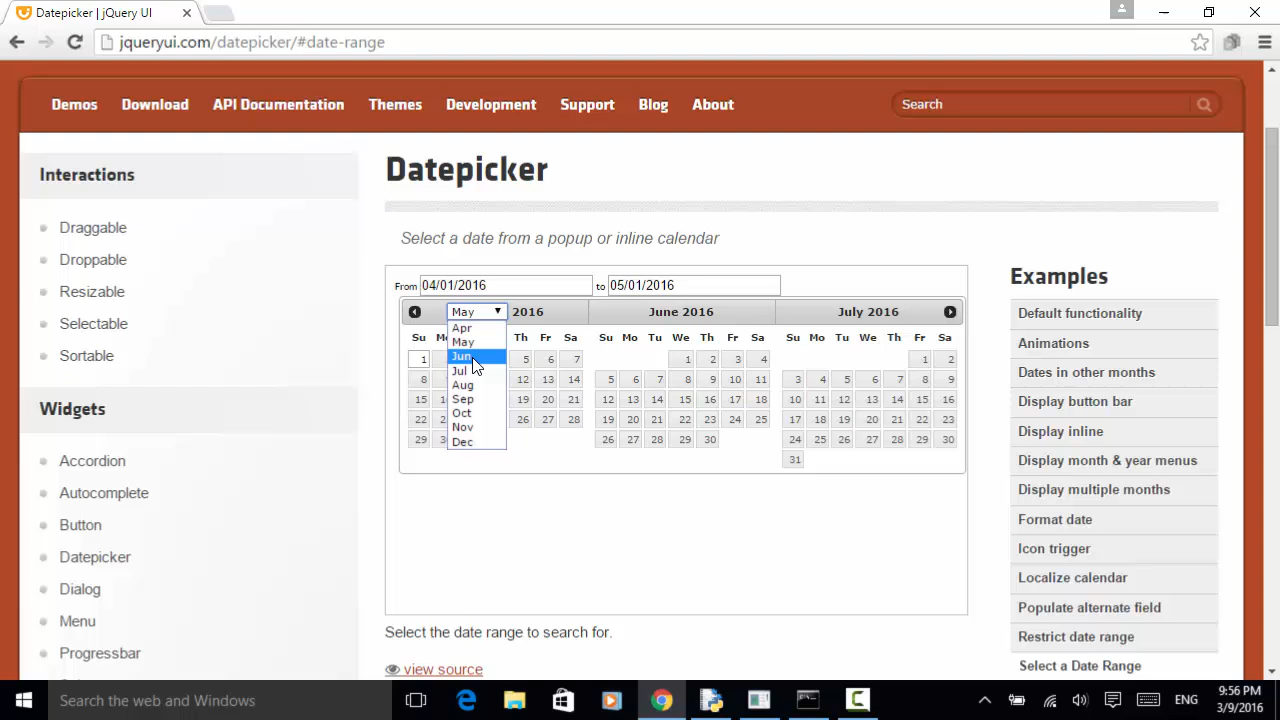 Datepicker | jQuery UI
jqueryui.com/datepicker/#date-range
Demos Download API Documentation Themes Development Support Blog About Search
Interactions
Draggable
Droppable
Resizable
Selectable
Sortable
Widgets
Accordion
Autocomplete
Button
Datepicker
Dialog
Menu
Progressbar
Datepicker
Select a date from a popup or inline calendar
From 04/01/2016 to 05/01/2016
May 2016 June 2016 July 2016
Apr
May
Jun
Jul
Aug
Sep
Oct
Nov
Dec
Su Th Fr Sa Su Mo Tu We Th Fr Sa Su Mo Tu We Th Fr Sa
1 5 6 7 1 2 3 4 1 2
8 12 13 14 5 6 7 8 9 10 11 3 4 5 6 7 8 9
15 19 20 21 12 13 14 15 16 17 18 10 11 12 13 14 15 16
22 26 27 28 19 20 21 22 23 24 25 17 18 19 20 21 22 23
29 26 27 28 29 30 24 25 26 27 28 29 30
31
Select the date range to search for.
view source
Examples
Default functionality
Animations
Dates in other months
Display button bar
Display inline
Display month & year menus
Display multiple months
Format date
Icon trigger
Localize calendar
Populate alternate field
Restrict date range
Select a Date Range
Search the web and Windows
ENG
9:56 PM
3/9/2016